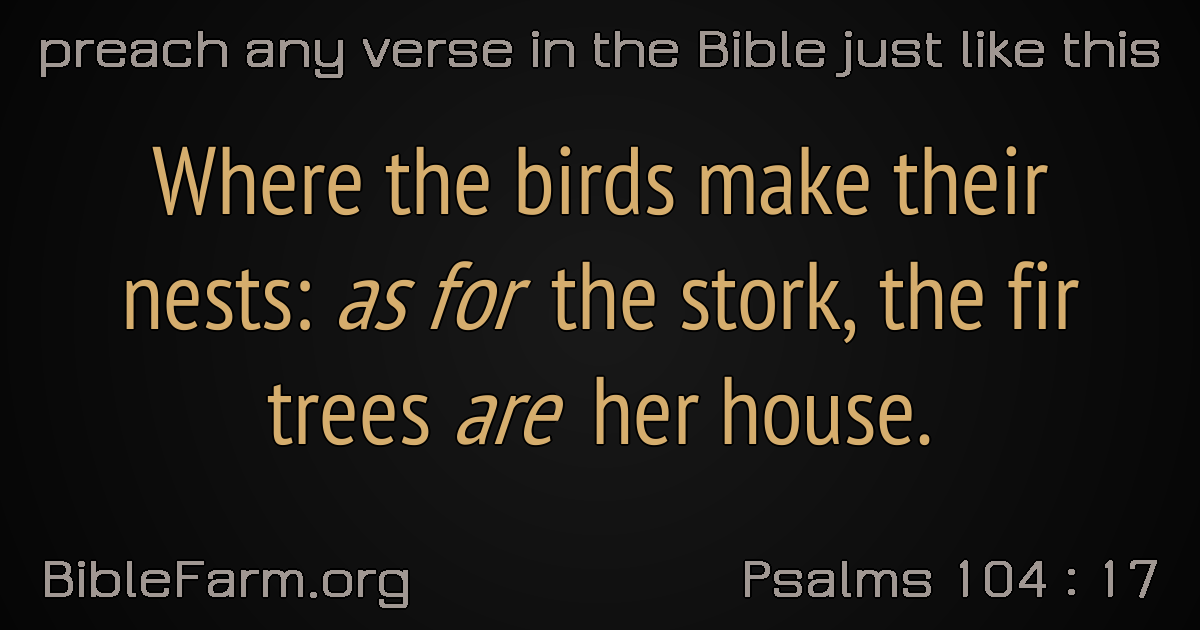 preach any verse in the Bible just like this
Where the birds make their
nests: as for the stork, the fir
trees are her house.
BibleFarm.org
Psalms 104 : 17